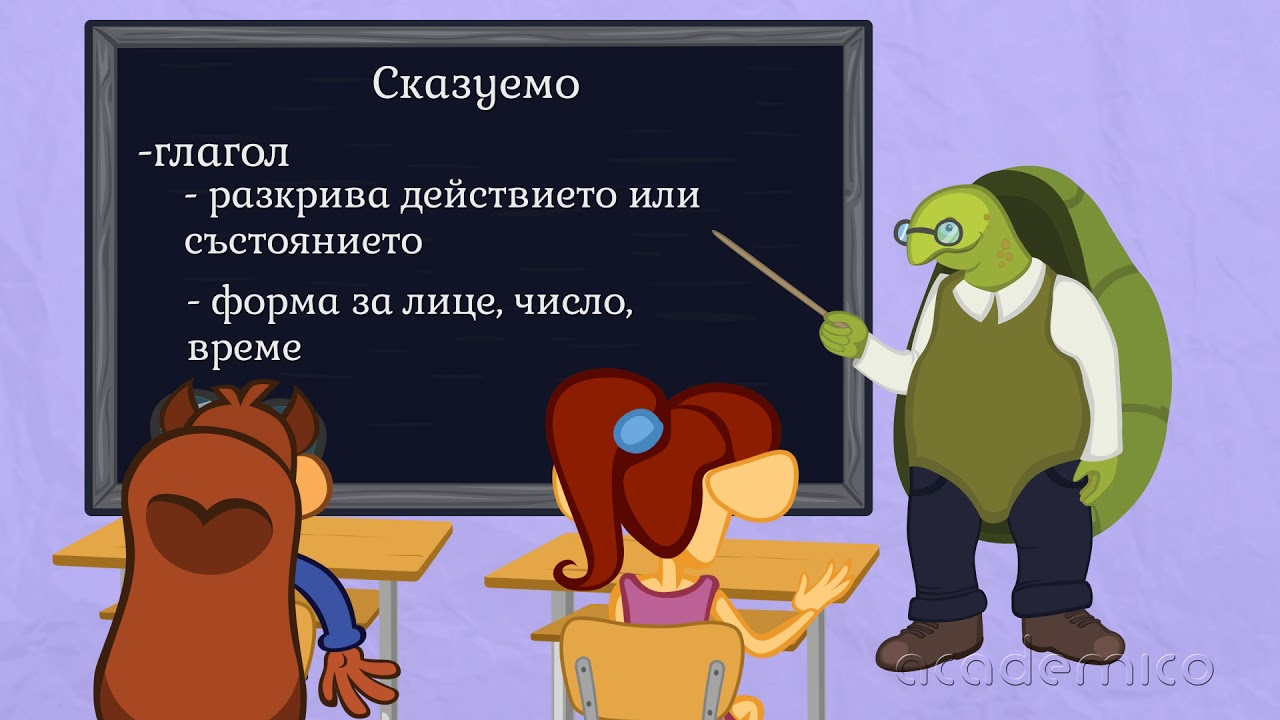 Сказуемо
-глагол
- разкрива действието или
състоянието
- форма за лице, число,
време
academico